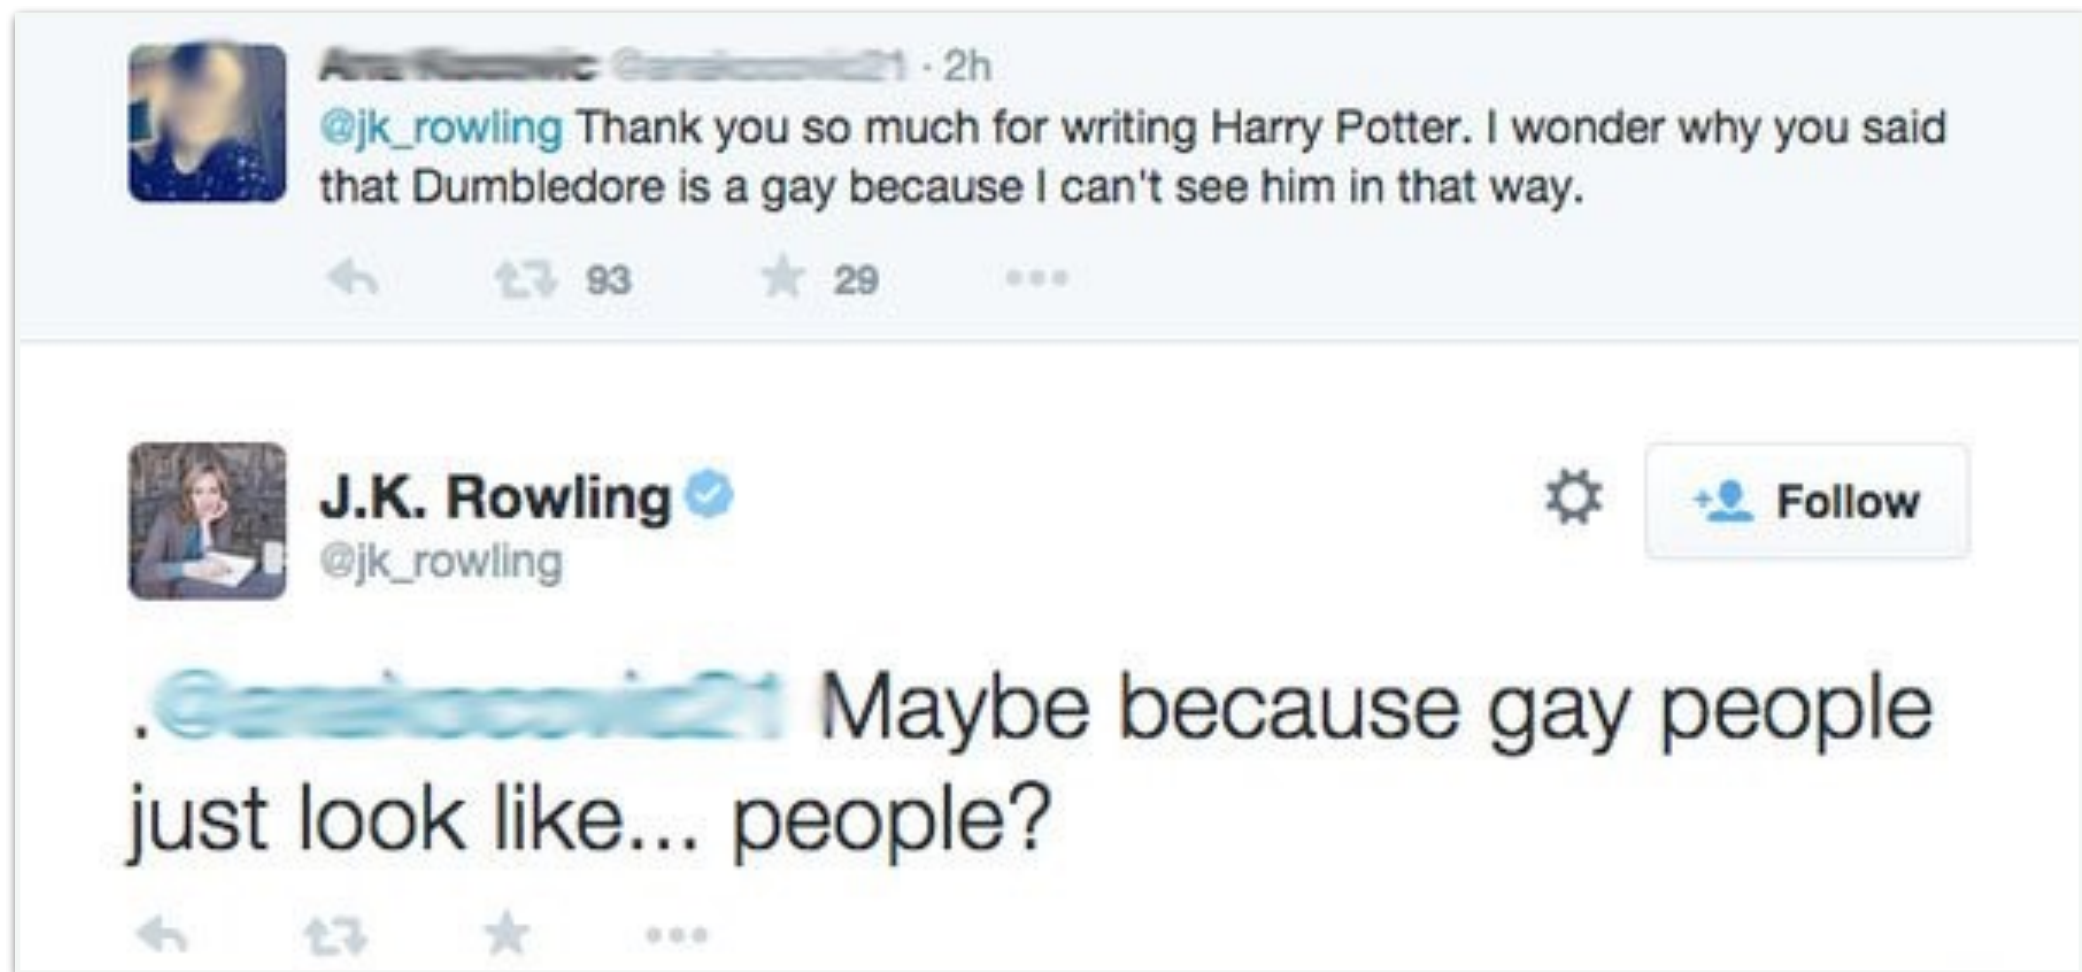 · 2h
@jk_rowling Thank you so much for writing Harry Potter. I wonder why you said
that Dumbledore is a gay because I can't see him in that way.
93 29
J.K. Rowling
Follow
@jk_rowling
. Maybe because gay people
just look like... people?